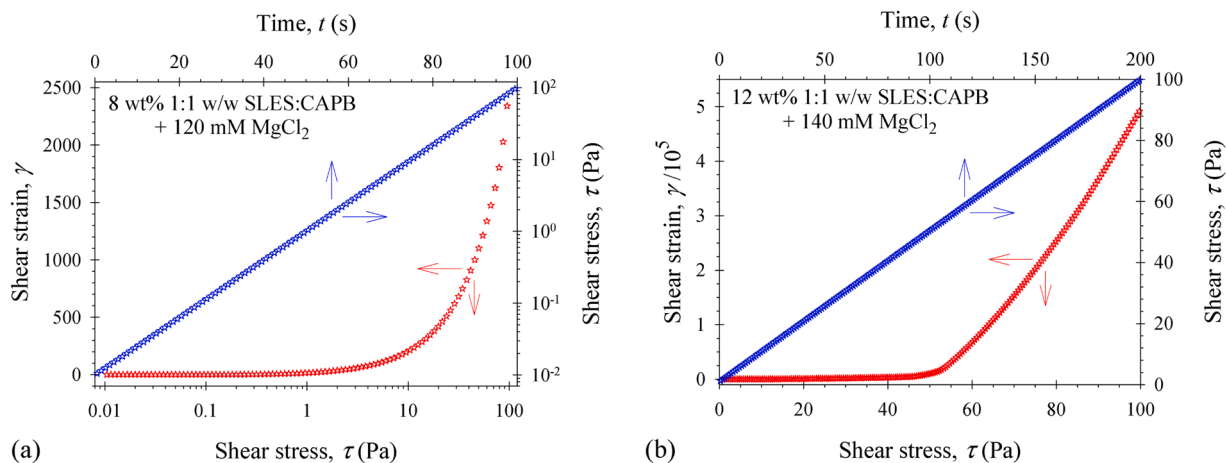 Time, t (s)
0 20 40 60 80 100
2500
2000
1500
1000
500
0
Shear strain, γ
8 wt% 1:1 w/w SLES:CAPB
+ 120 mM MgCl2
10^2
10^1
10^0
10^-1
10^-2
Shear stress, τ (Pa)
0.01 0.1 1 10 100
(a) Shear stress, τ (Pa)
Time, t (s)
0 50 100 150 200
5
4
3
2
1
0
Shear strain, γ/10^5
12 wt% 1:1 w/w SLES:CAPB
+ 140 mM MgCl2
100
80
60
40
20
0
Shear stress, τ (Pa)
0 20 40 60 80 100
(b) Shear stress, τ (Pa)